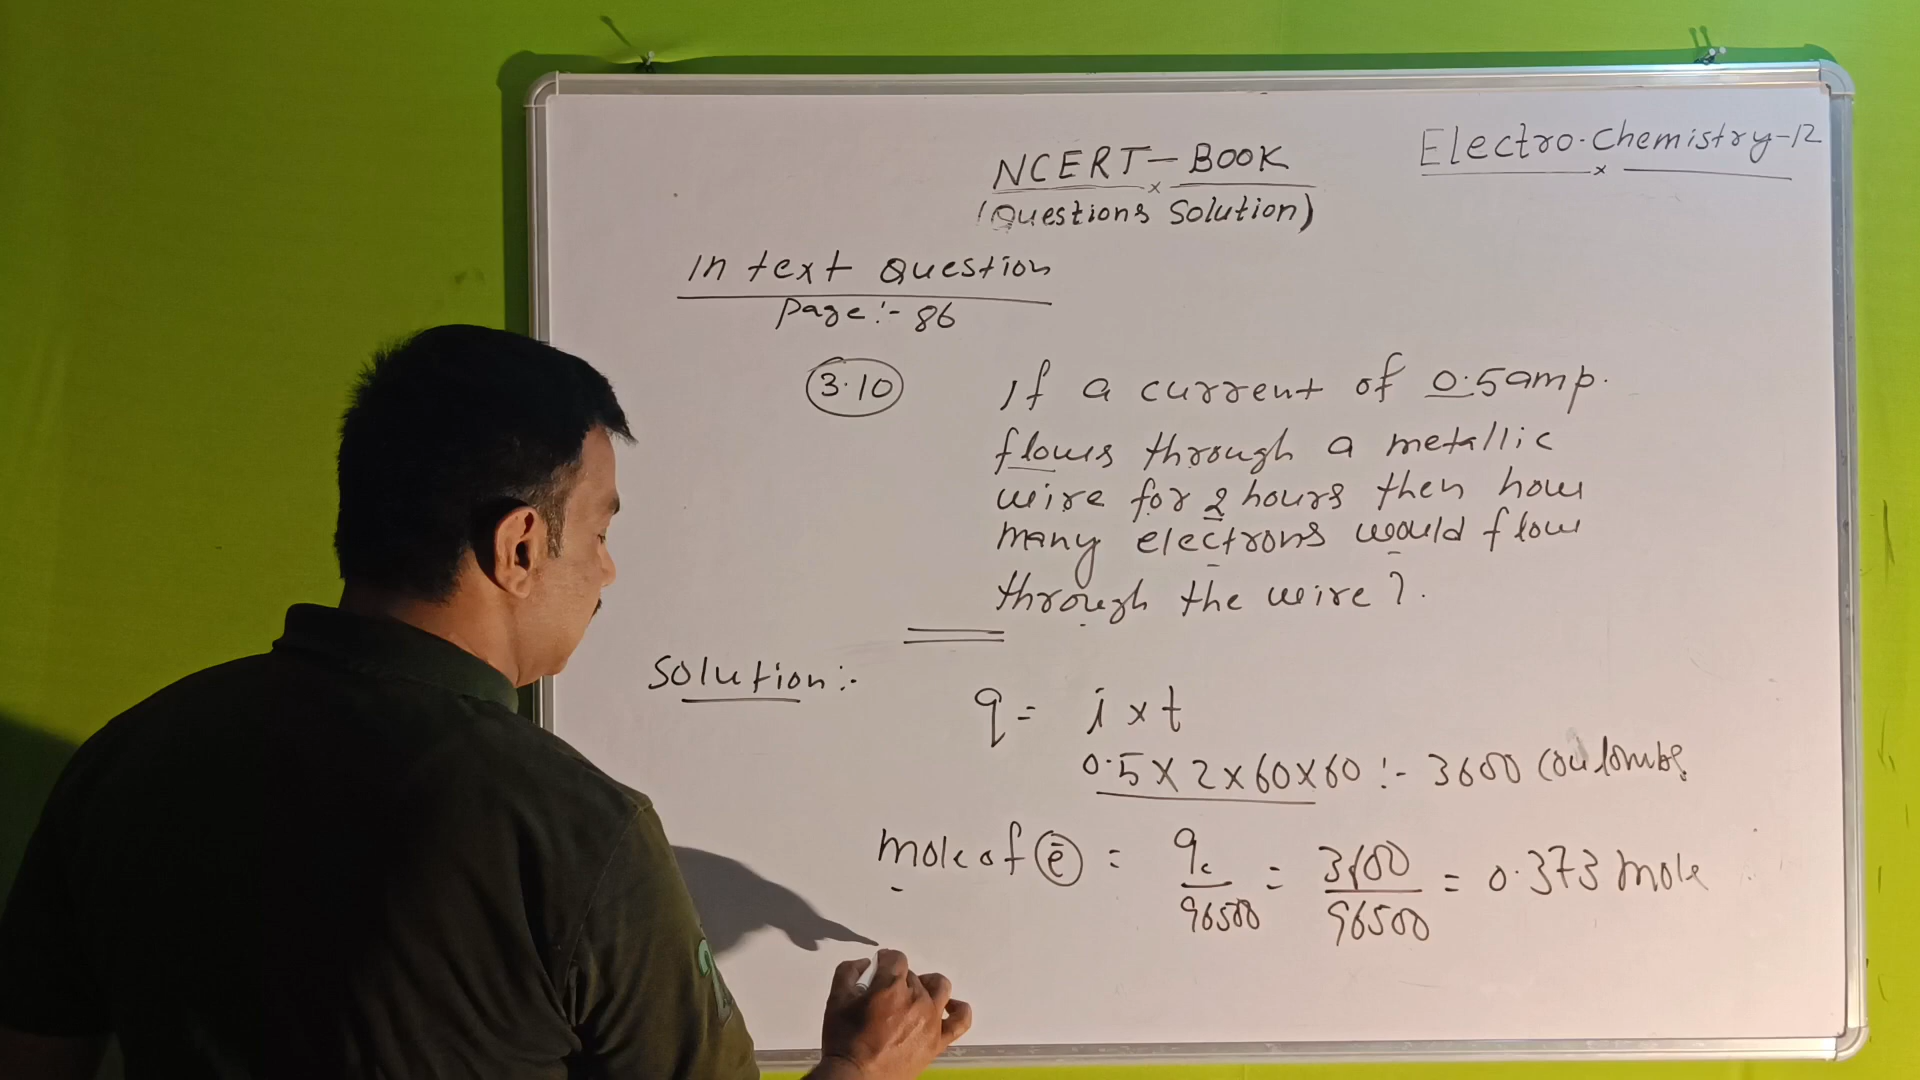 Electro.Chemistry-12
NCERT-BOOK
x
x
(Questions Solution)
In text Question
Page:- 86
3.10
If a current of 0.5amp.
flows through a metallic
wire for 2 hours then how
many electrons would flow
through the wire?
Solution:-
q = i x t
0.5 x 2 x 60 x 60 :- 3600 Coulombs
mole of ē = q / 96500 = 3600 / 96500 = 0.373 mole